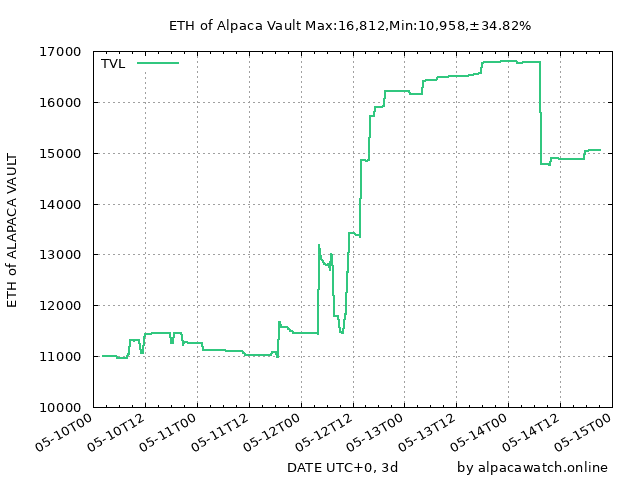 ETH of Alpaca Vault Max:16,812,Min:10,958,±34.82%
TVL
17000
16000
15000
14000
13000
12000
11000
10000
ETH of ALAPACA VAULT
05-10T00
05-10T12
05-11T00
05-11T12
05-12T00
05-12T12
05-13T00
05-13T12
05-14T00
05-14T12
05-15T00
DATE UTC+0, 3d
by alpacawatch.online